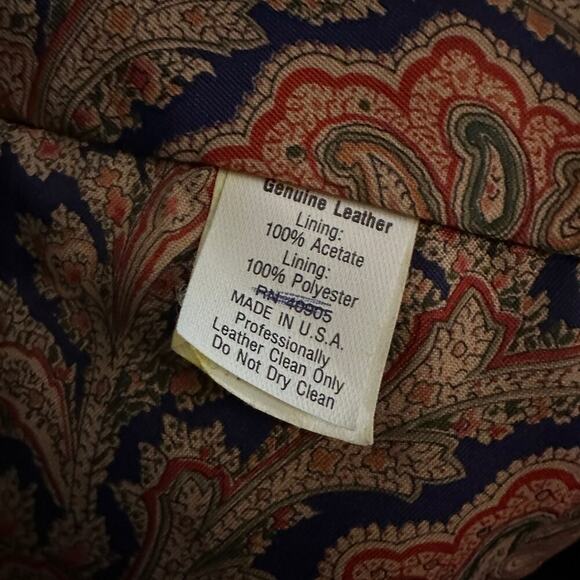 Genuine Leather
Lining:
100% Acetate
Lining:
100% Polyester
RN 40905
MADE IN U.S.A.
Professionally
Leather Clean Only
Do Not Dry Clean